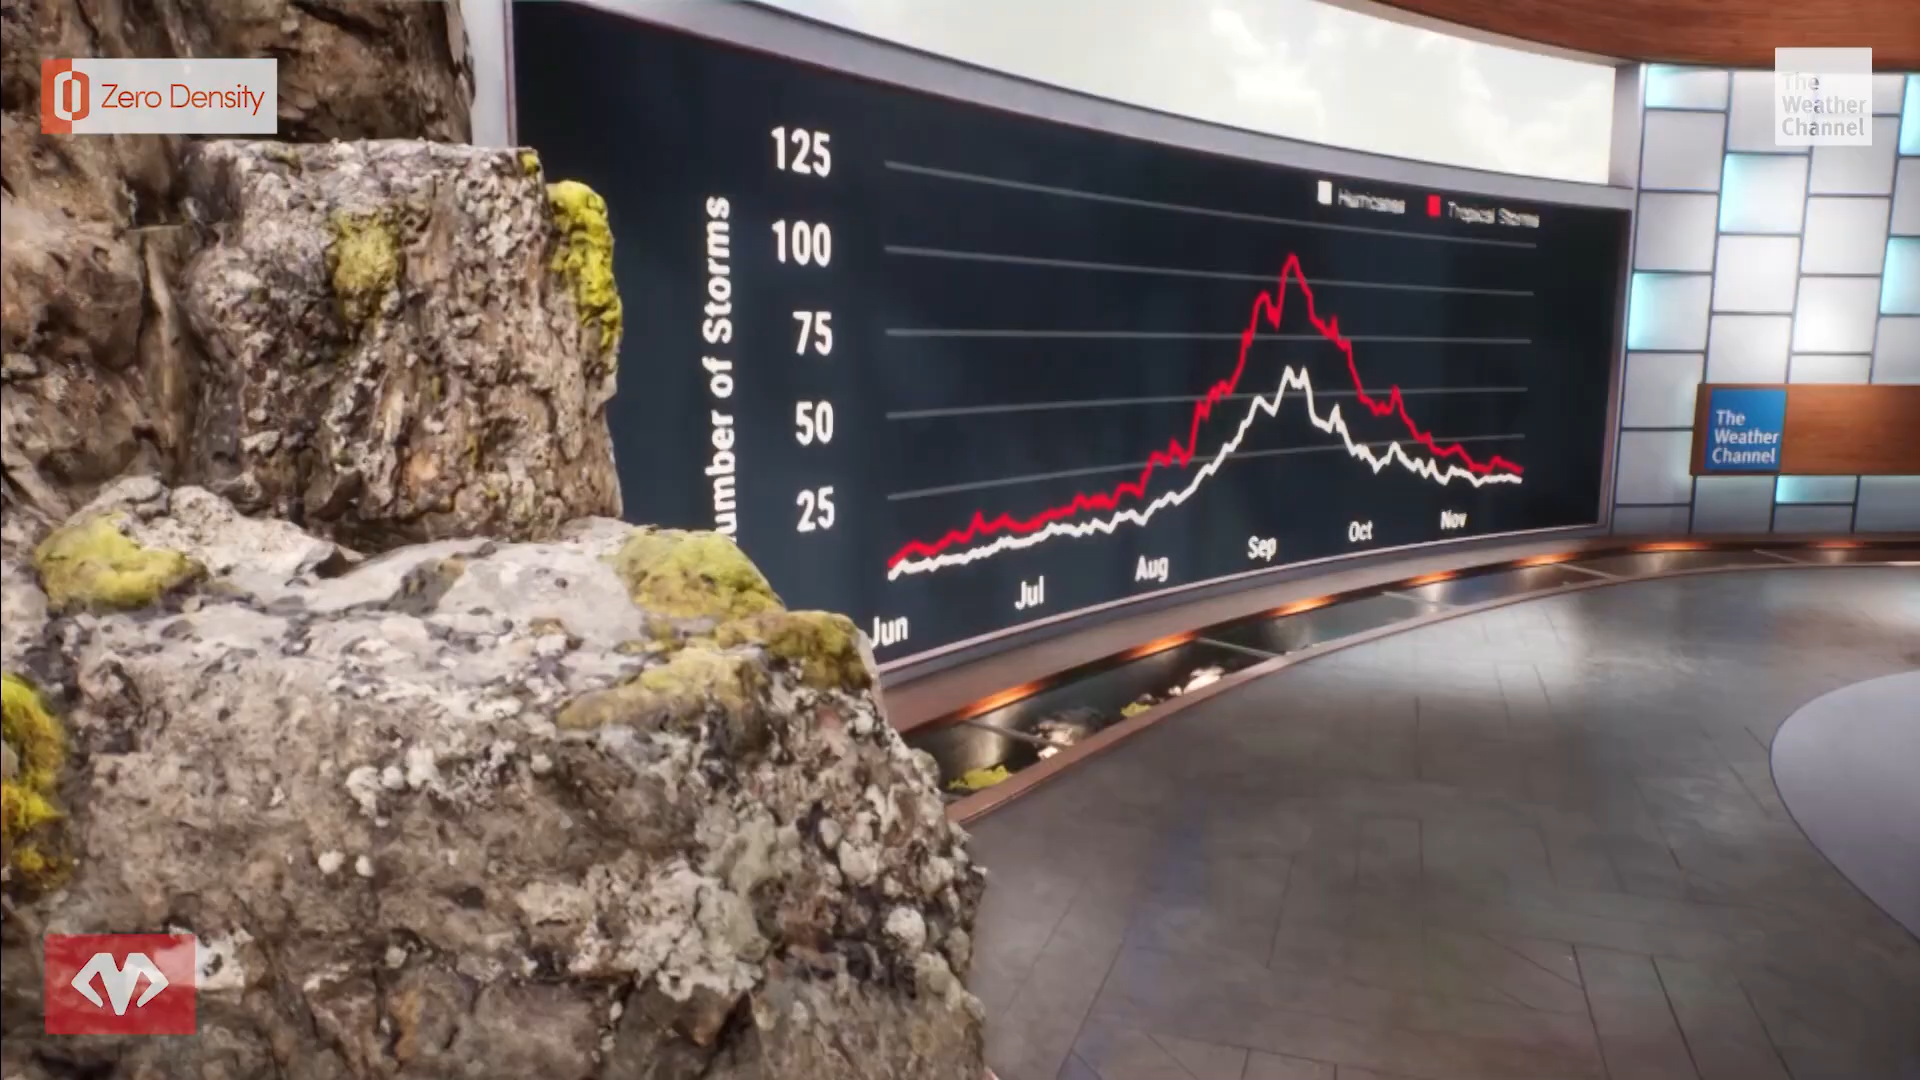 Zero Density
The
Weather
Channel
125
100
75
50
25
umber of Storms
Hurricanes
Tropical Storms
Jun
Jul
Aug
Sep
Oct
Nov
The
Weather
Channel